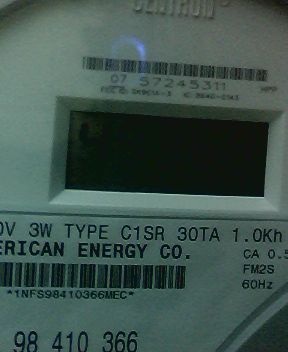 CENTRON
07 57245311
0V 3W TYPE C1SR 30TA 1.0Kh
ERICAN ENERGY CO.
CA 0.5
FM2S
*1NFS98410366MEC*
60Hz
98 410 366